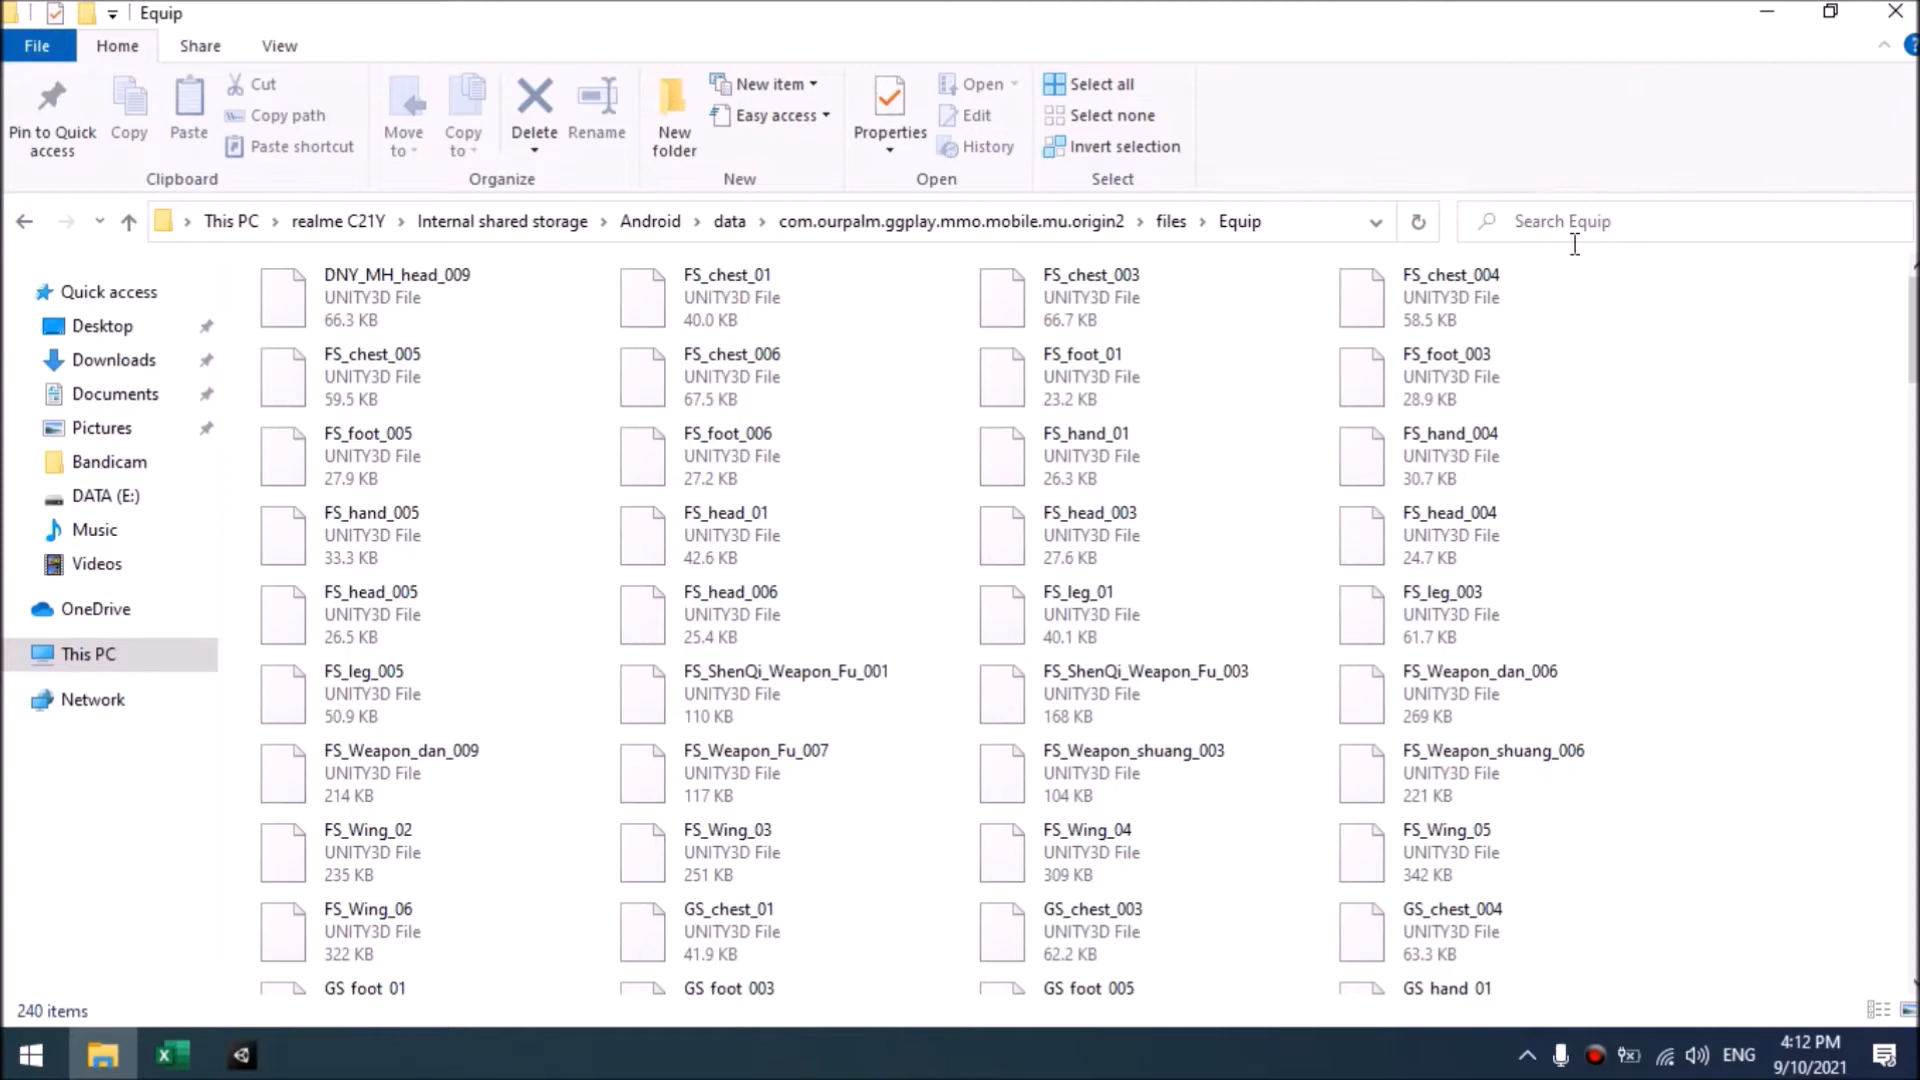 Equip
File
Home
Share
View
Pin to Quick
access
Copy
Paste
Cut
Copy path
Paste shortcut
Clipboard
Move
to
Copy
to
Delete
Rename
Organize
New
folder
New item
Easy access
New
Properties
Open
Edit
History
Open
Select all
Select none
Invert selection
Select
This PC
realme C21Y
Internal shared storage
Android
data
com.ourpalm.ggplay.mmo.mobile.mu.origin2
files
Equip
Search Equip
Quick access
Desktop
Downloads
Documents
Pictures
Bandicam
DATA (E:)
Music
Videos
OneDrive
This PC
Network
DNY_MH_head_009
UNITY3D File
66.3 KB
FS_chest_01
UNITY3D File
40.0 KB
FS_chest_003
UNITY3D File
66.7 KB
FS_chest_004
UNITY3D File
58.5 KB
FS_chest_005
UNITY3D File
59.5 KB
FS_chest_006
UNITY3D File
67.5 KB
FS_foot_01
UNITY3D File
23.2 KB
FS_foot_003
UNITY3D File
28.9 KB
FS_foot_005
UNITY3D File
27.9 KB
FS_foot_006
UNITY3D File
27.2 KB
FS_hand_01
UNITY3D File
26.3 KB
FS_hand_004
UNITY3D File
30.7 KB
FS_hand_005
UNITY3D File
33.3 KB
FS_head_01
UNITY3D File
42.6 KB
FS_head_003
UNITY3D File
27.6 KB
FS_head_004
UNITY3D File
24.7 KB
FS_head_005
UNITY3D File
26.5 KB
FS_head_006
UNITY3D File
25.4 KB
FS_leg_01
UNITY3D File
40.1 KB
FS_leg_003
UNITY3D File
61.7 KB
FS_leg_005
UNITY3D File
50.9 KB
FS_ShenQi_Weapon_Fu_001
UNITY3D File
110 KB
FS_ShenQi_Weapon_Fu_003
UNITY3D File
168 KB
FS_Weapon_dan_006
UNITY3D File
269 KB
FS_Weapon_dan_009
UNITY3D File
214 KB
FS_Weapon_Fu_007
UNITY3D File
117 KB
FS_Weapon_shuang_003
UNITY3D File
104 KB
FS_Weapon_shuang_006
UNITY3D File
221 KB
FS_Wing_02
UNITY3D File
235 KB
FS_Wing_03
UNITY3D File
251 KB
FS_Wing_04
UNITY3D File
309 KB
FS_Wing_05
UNITY3D File
342 KB
FS_Wing_06
UNITY3D File
322 KB
GS_chest_01
UNITY3D File
41.9 KB
GS_chest_003
UNITY3D File
62.2 KB
GS_chest_004
UNITY3D File
63.3 KB
GS foot 01
GS foot 003
GS foot 005
GS hand 01
240 items
ENG
4:12 PM
9/10/2021